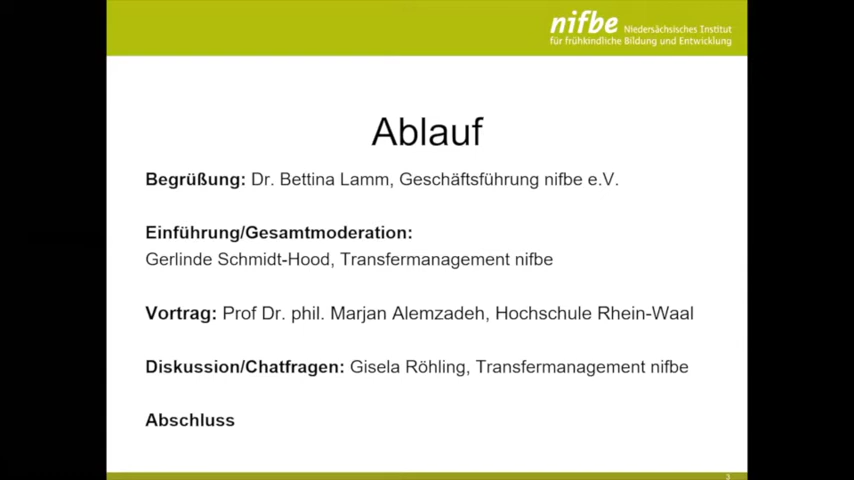 nifbe Niedersächsisches Institut
für frühkindliche Bildung und Entwicklung
Ablauf
Begrüßung: Dr. Bettina Lamm, Geschäftsführung nifbe e.V.
Einführung/Gesamtmoderation:
Gerlinde Schmidt-Hood, Transfermanagement nifbe
Vortrag: Prof Dr. phil. Marjan Alemzadeh, Hochschule Rhein-Waal
Diskussion/Chatfragen: Gisela Röhling, Transfermanagement nifbe
Abschluss
3